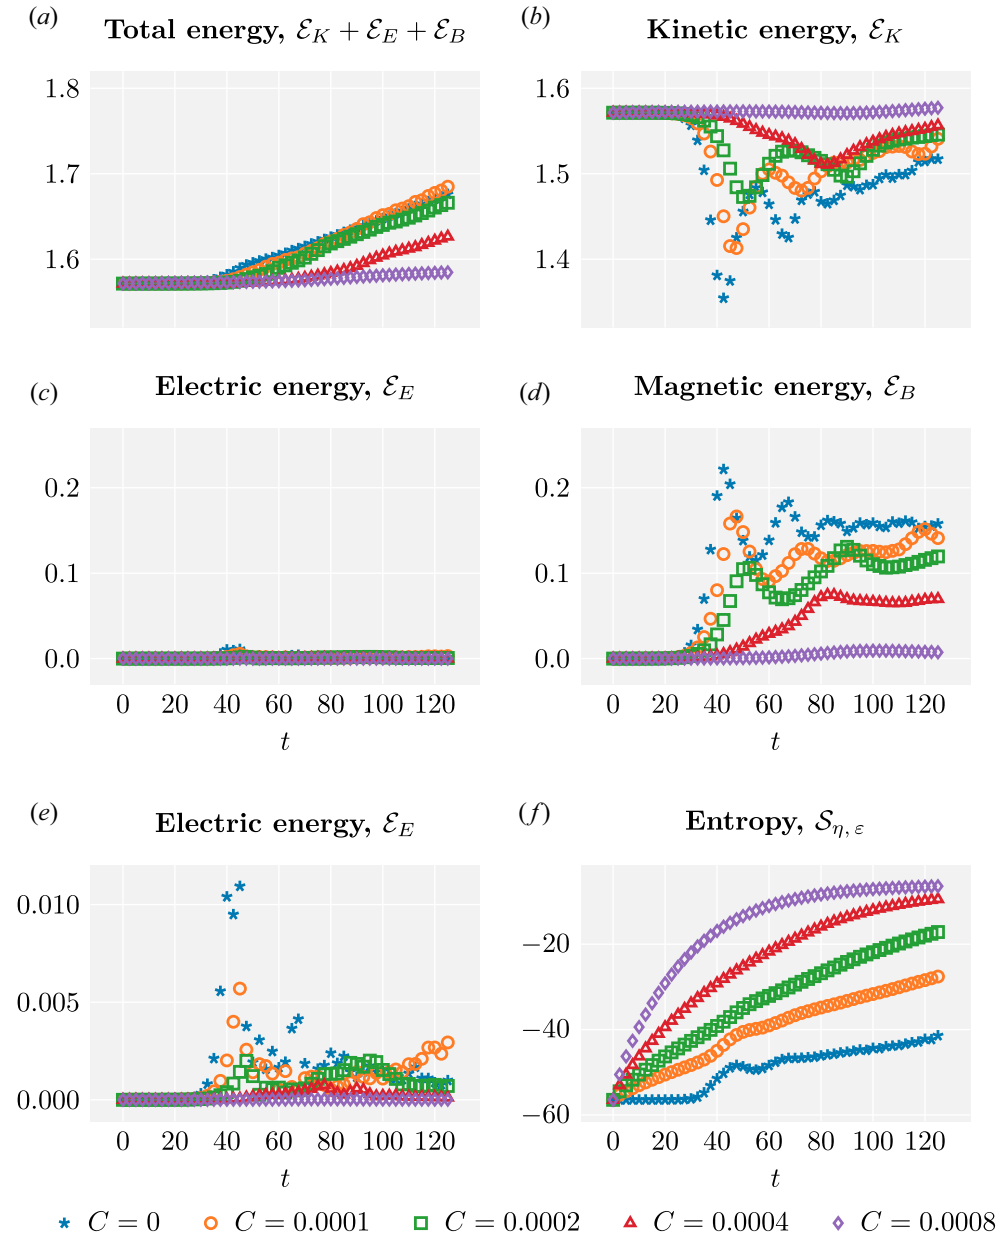 (a) Total energy, ℰ_K + ℰ_E + ℰ_B
1.8
1.7
1.6
(b) Kinetic energy, ℰ_K
1.6
1.5
1.4
(c) Electric energy, ℰ_E
0.2
0.1
0.0
0 20 40 60 80 100 120
t
(d) Magnetic energy, ℰ_B
0.2
0.1
0.0
0 20 40 60 80 100 120
t
(e) Electric energy, ℰ_E
0.010
0.005
0.000
0 20 40 60 80 100 120
t
(f) Entropy, 𝒮_{η, ε}
−20
−40
−60
0 20 40 60 80 100 120
t
C = 0 C = 0.0001 C = 0.0002 C = 0.0004 C = 0.0008